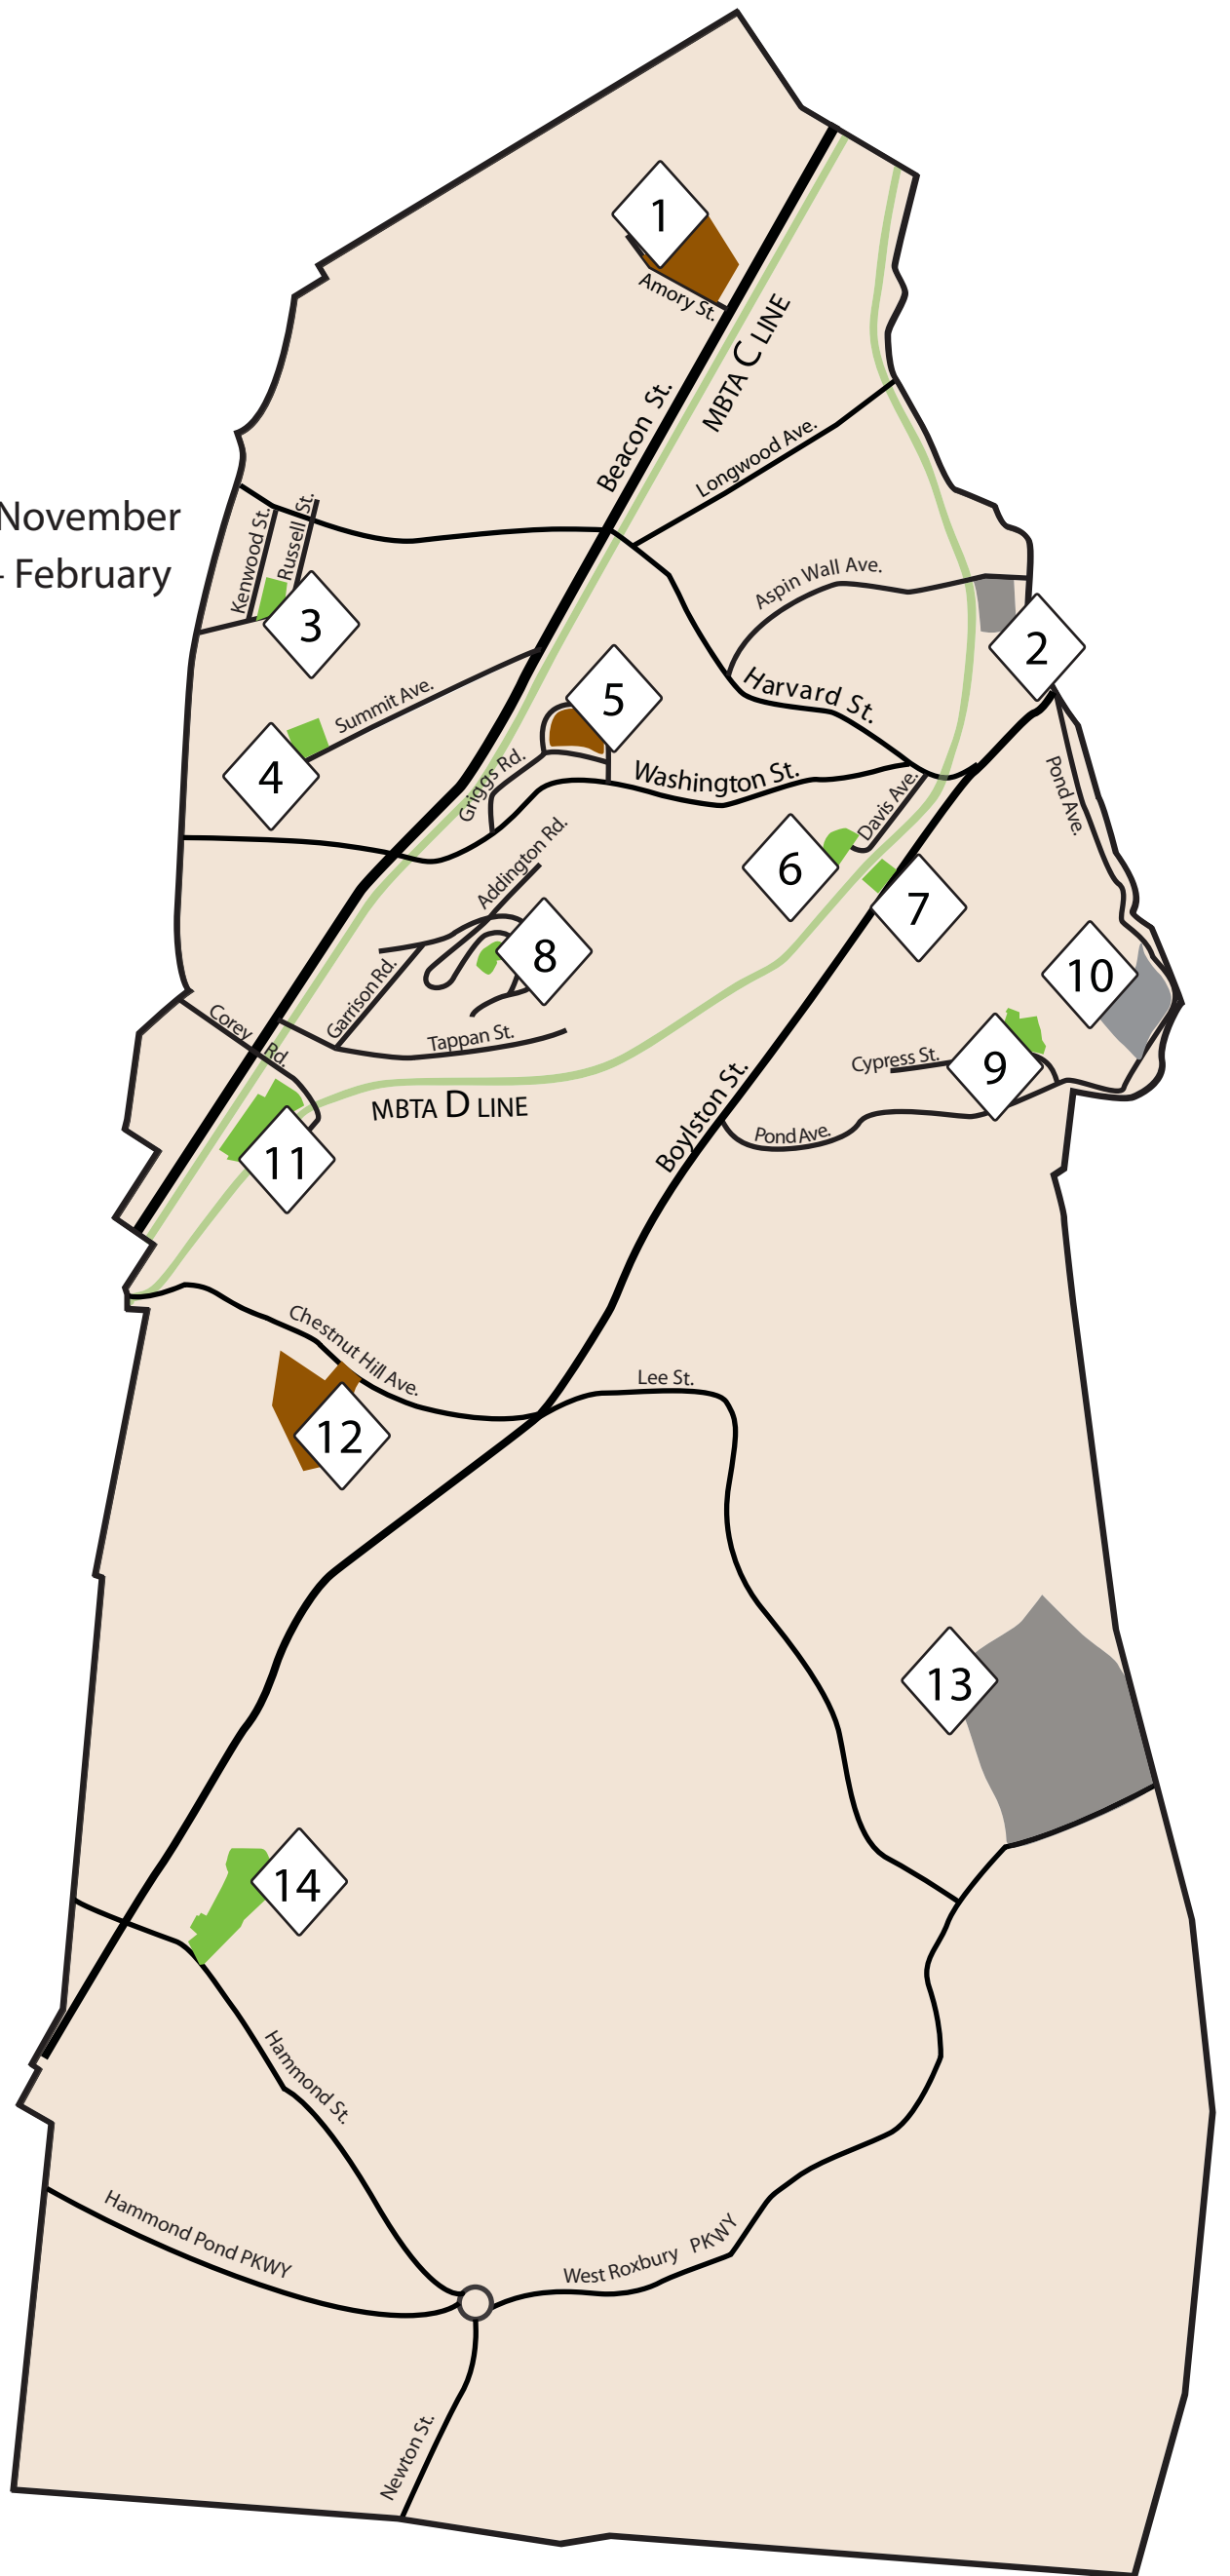 1
Amory St.
MBTA C LINE
Beacon St.
Longwood Ave.
November
- February
Kenwood St.
Russell St.
3
Aspin Wall Ave.
2
Summit Ave.
4
5
Harvard St.
Griggs Rd.
Washington St.
Pond Ave.
Davis Ave.
6
7
Addington Rd.
8
Garrison Rd.
Tappan St.
10
Corey Rd.
Cypress St.
9
MBTA D LINE
Boylston St.
Pond Ave.
11
Chestnut Hill Ave.
Lee St.
12
13
14
Hammond St.
Hammond Pond PKWY
West Roxbury PKWY
Newton St.